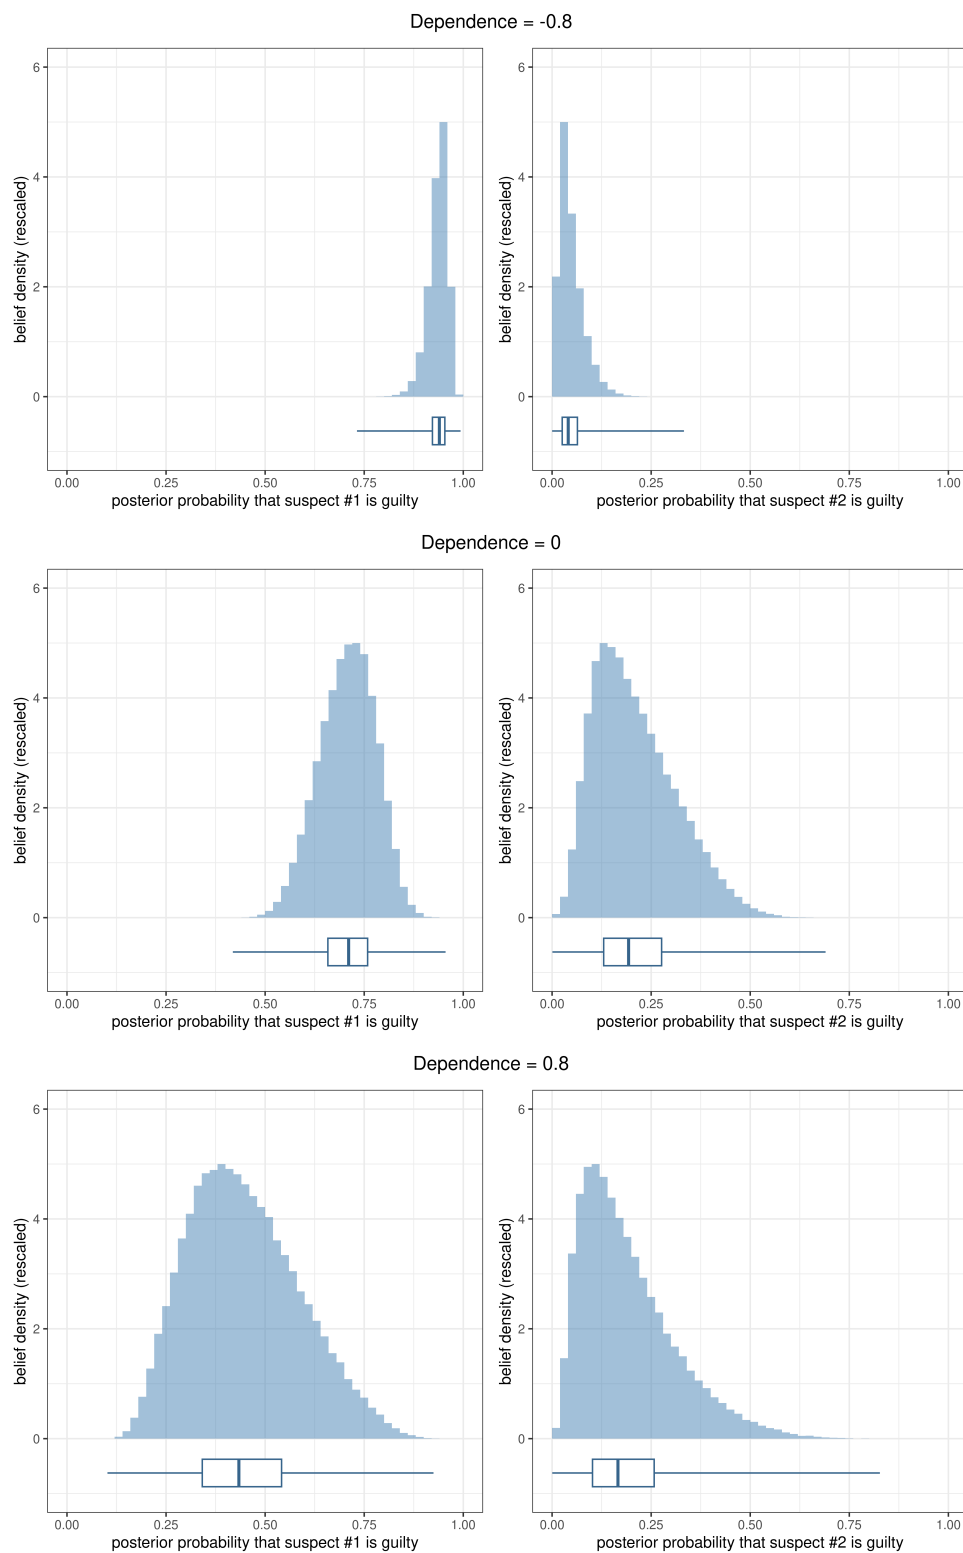 Dependence = -0.8
belief density (rescaled)
6
4
2
0
0.00 0.25 0.50 0.75 1.00
posterior probability that suspect #1 is guilty
belief density (rescaled)
6
4
2
0
0.00 0.25 0.50 0.75 1.00
posterior probability that suspect #2 is guilty
Dependence = 0
belief density (rescaled)
6
4
2
0
0.00 0.25 0.50 0.75 1.00
posterior probability that suspect #1 is guilty
belief density (rescaled)
6
4
2
0
0.00 0.25 0.50 0.75 1.00
posterior probability that suspect #2 is guilty
Dependence = 0.8
belief density (rescaled)
6
4
2
0
0.00 0.25 0.50 0.75 1.00
posterior probability that suspect #1 is guilty
belief density (rescaled)
6
4
2
0
0.00 0.25 0.50 0.75 1.00
posterior probability that suspect #2 is guilty